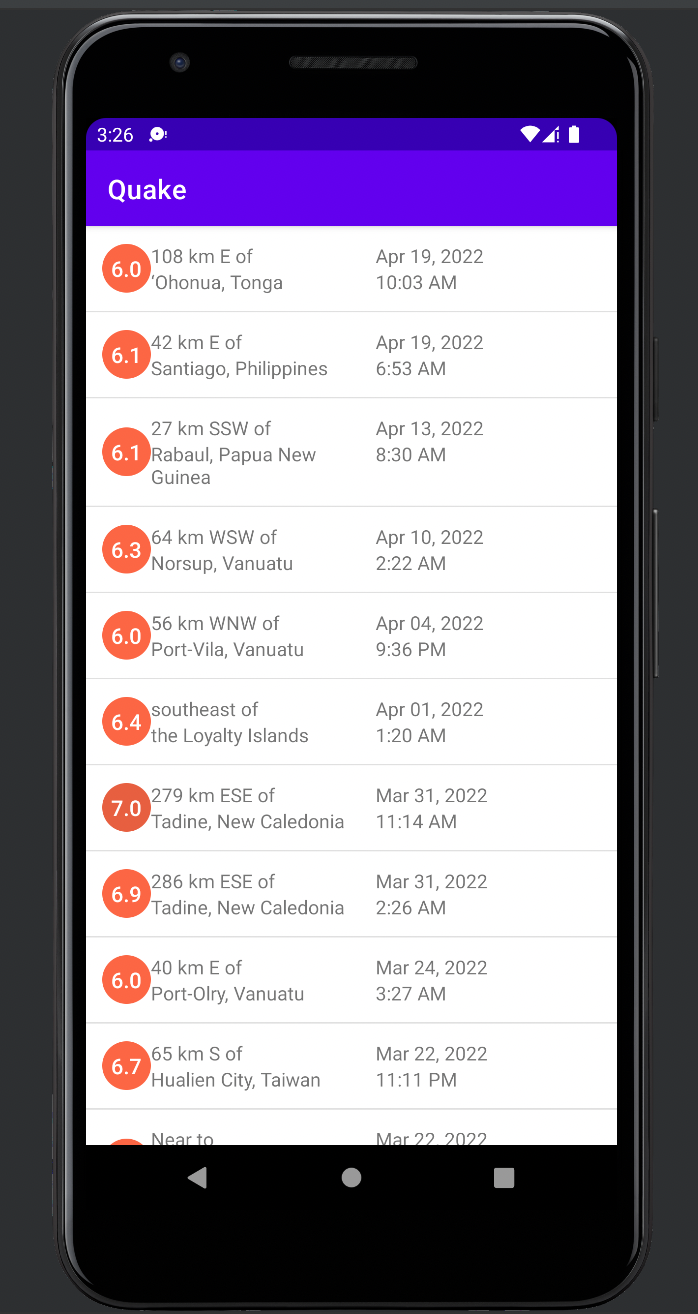 3:26
Quake
6.0
108 km E of
‘Ohonua, Tonga
Apr 19, 2022
10:03 AM
6.1
42 km E of
Santiago, Philippines
Apr 19, 2022
6:53 AM
6.1
27 km SSW of
Rabaul, Papua New
Guinea
Apr 13, 2022
8:30 AM
6.3
64 km WSW of
Norsup, Vanuatu
Apr 10, 2022
2:22 AM
6.0
56 km WNW of
Port-Vila, Vanuatu
Apr 04, 2022
9:36 PM
6.4
southeast of
the Loyalty Islands
Apr 01, 2022
1:20 AM
7.0
279 km ESE of
Tadine, New Caledonia
Mar 31, 2022
11:14 AM
6.9
286 km ESE of
Tadine, New Caledonia
Mar 31, 2022
2:26 AM
6.0
40 km E of
Port-Olry, Vanuatu
Mar 24, 2022
3:27 AM
6.7
65 km S of
Hualien City, Taiwan
Mar 22, 2022
11:11 PM
Near to
Mar 22, 2022